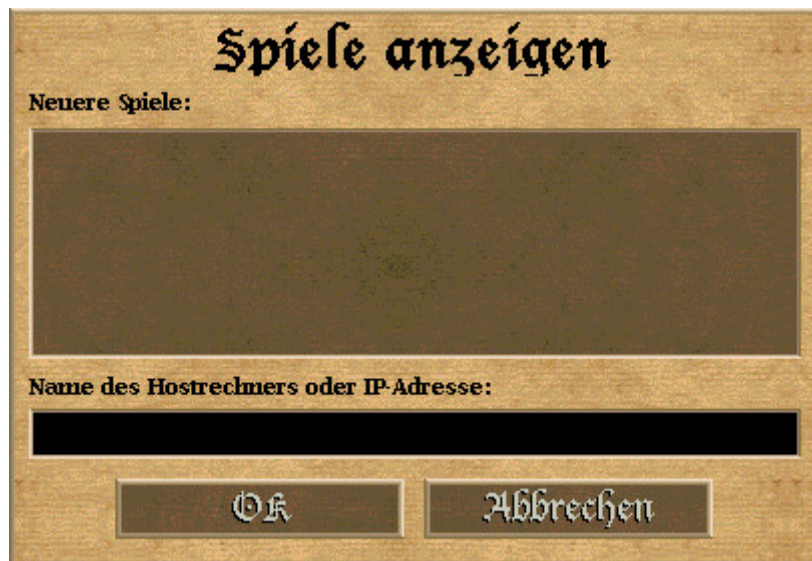 Spiele anzeigen
Neuere Spiele:
Name des Hostrechners oder IP-Adresse:
Ok
Abbrechen